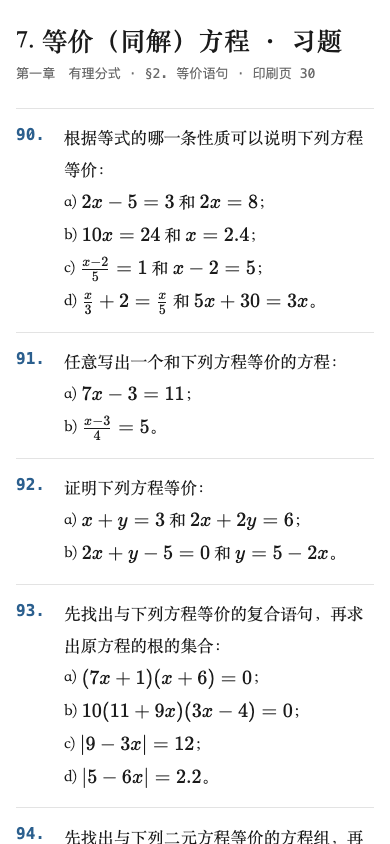 7. 等价（同解）方程 · 习题
第一章 有理分式 · §2. 等价语句 · 印刷页 30
90. 根据等式的哪一条性质可以说明下列方程
等价：
a) 2x − 5 = 3 和 2x = 8；
b) 10x = 24 和 x = 2.4；
c) \frac{x−2}{5} = 1 和 x − 2 = 5；
d) \frac{x}{3} + 2 = \frac{x}{5} 和 5x + 30 = 3x。
91. 任意写出一个和下列方程等价的方程：
a) 7x − 3 = 11；
b) \frac{x−3}{4} = 5。
92. 证明下列方程等价：
a) x + y = 3 和 2x + 2y = 6；
b) 2x + y − 5 = 0 和 y = 5 − 2x。
93. 先找出与下列方程等价的复合语句，再求
出原方程的根的集合：
a) (7x + 1)(x + 6) = 0；
b) 10(11 + 9x)(3x − 4) = 0；
c) |9 − 3x| = 12；
d) |5 − 6x| = 2.2。
94. 先找出与下列二元方程等价的方程组，再